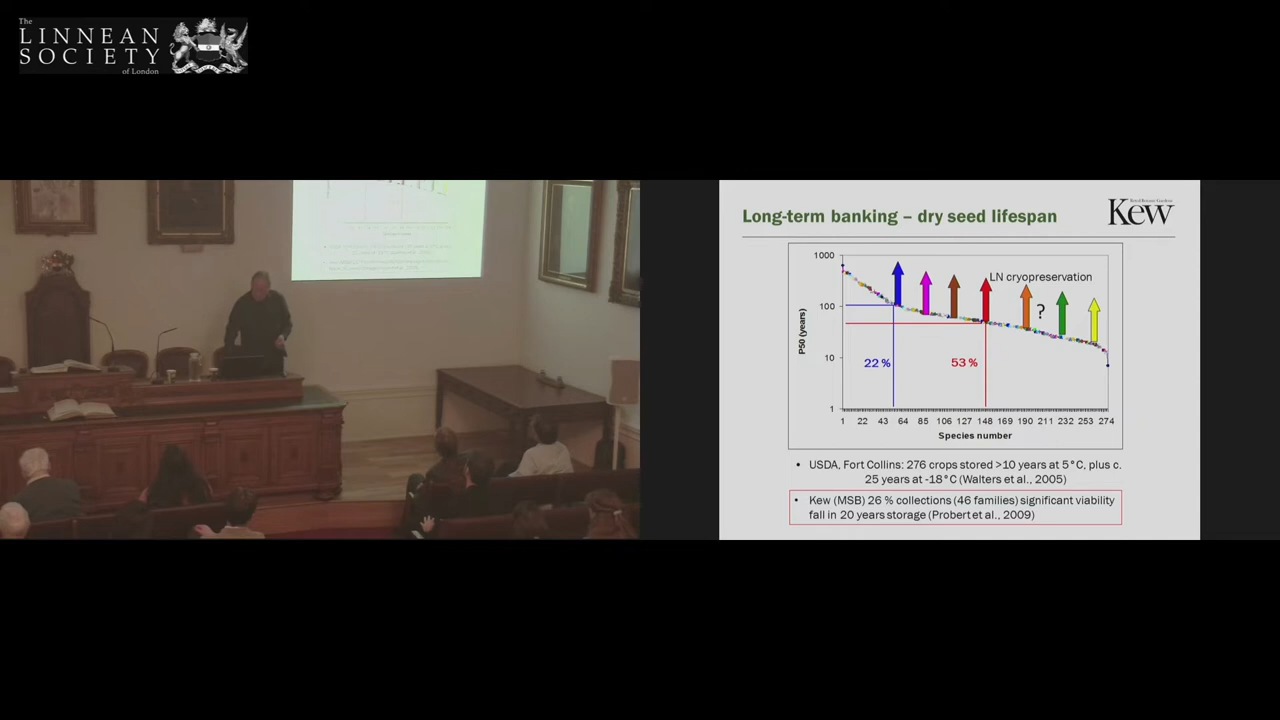 The
LINNEAN
SOCIETY
of London
Long-term banking – dry seed lifespan
Royal Botanic Gardens
Kew
1000
100
10
1
P50 (years)
LN cryopreservation
?
22 %
53 %
1 22 43 64 85 106 127 148 169 190 211 232 253 274
Species number
• USDA, Fort Collins: 276 crops stored >10 years at 5°C, plus c.
25 years at -18°C (Walters et al., 2005)
• Kew (MSB) 26 % collections (46 families) significant viability
fall in 20 years storage (Probert et al., 2009)